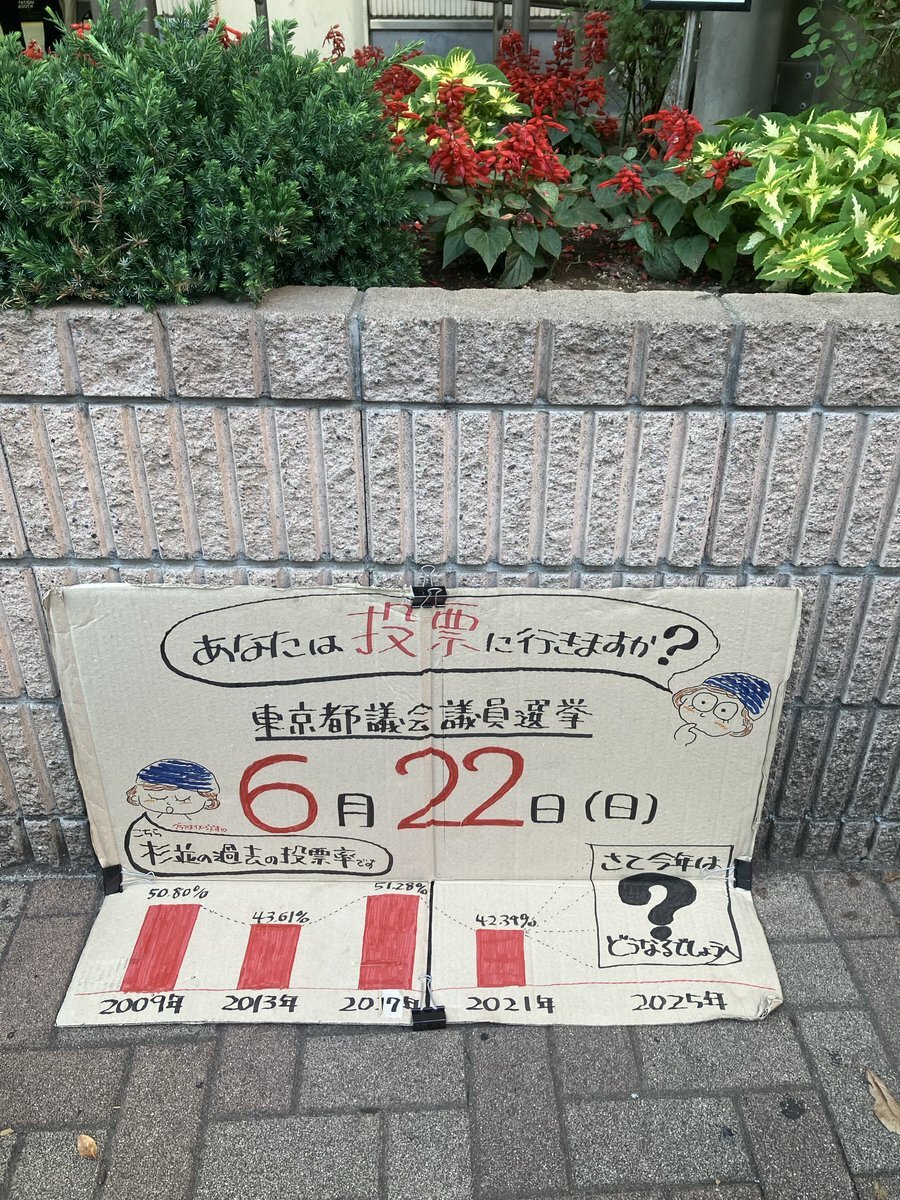 STATION
BOOTH
あなたは投票に行きますか?
東京都議会議員選挙
6月22日(日)
こちら
杉並の過去の投票率です
50.80%
43.61%
51.28%
42.39%
さて今年は
?
どうなるでしょうへ
2009年
2013年
2017年
2021年
2025年